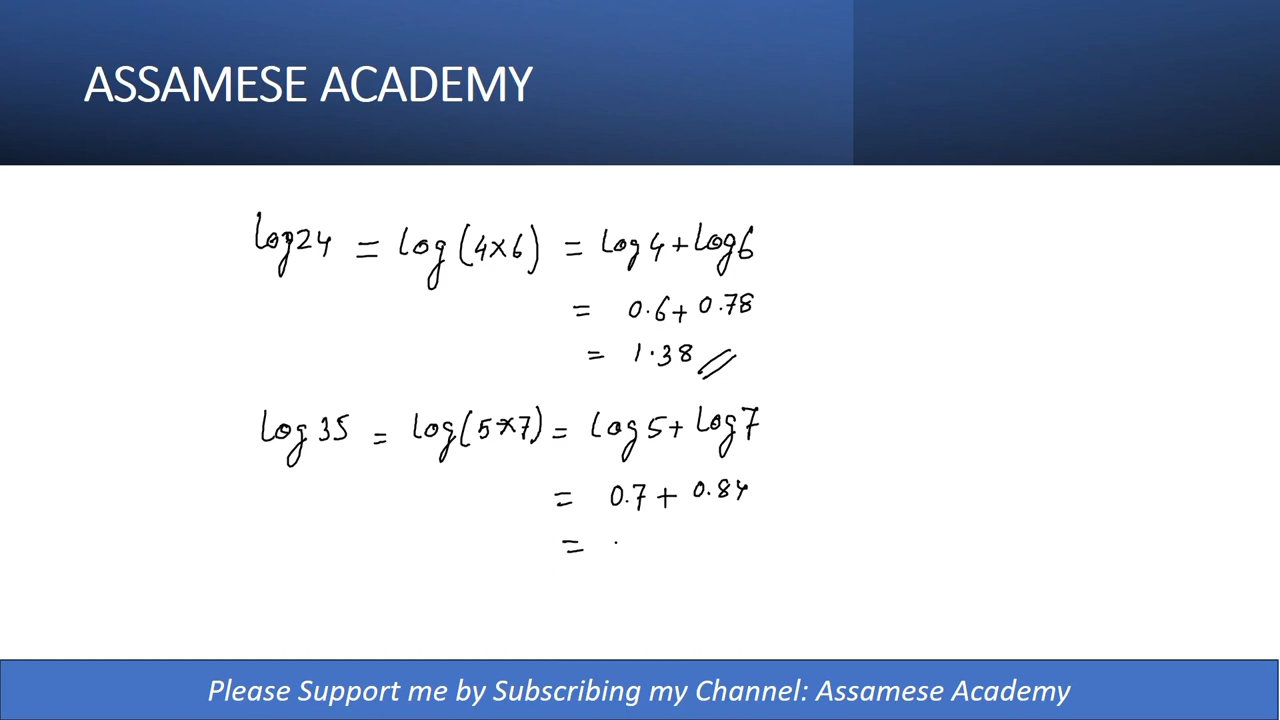 ASSAMESE ACADEMY
log24 = log(4×6) = log4+log6
= 0.6+0.78
= 1.38
log35 = log(5×7) = log5+log7
= 0.7+0.84
=
Please Support me by Subscribing my Channel: Assamese Academy